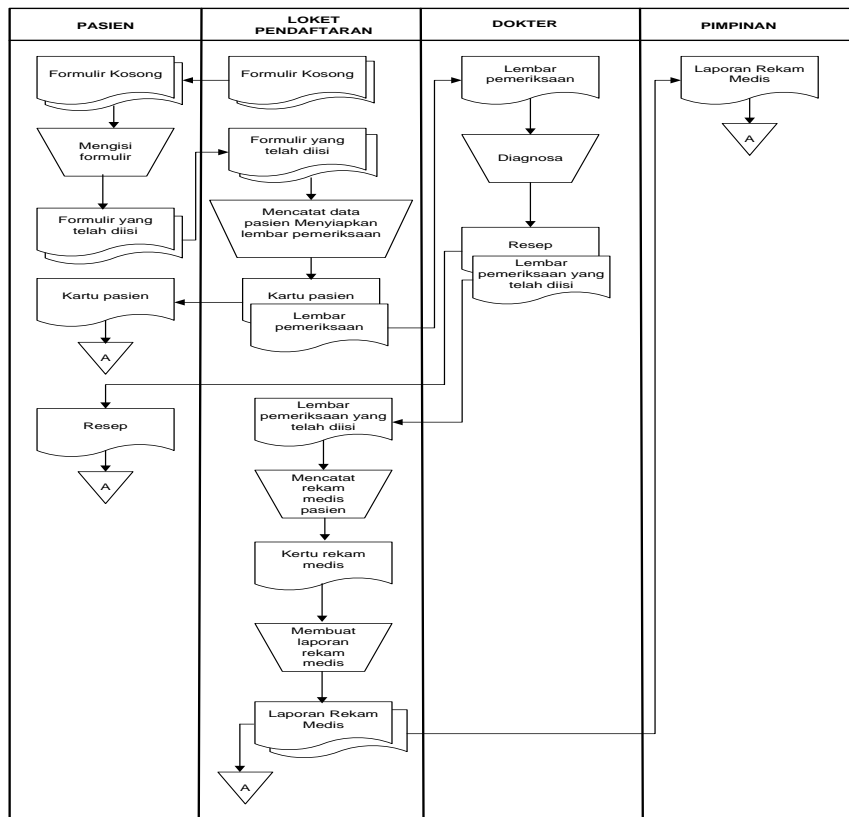 PASIEN
LOKET
PENDAFTARAN
DOKTER
PIMPINAN
Formulir Kosong
Mengisi
formulir
Formulir yang
telah diisi
Kartu pasien
A
Resep
A
Formulir Kosong
Formulir yang
telah diisi
Mencatat data
pasien Menyiapkan
lembar pemeriksaan
Kartu pasien
Lembar
pemeriksaan
Lembar
pemeriksaan yang
telah diisi
Mencatat
rekam
medis
pasien
Kertu rekam
medis
Membuat
laporan
rekam
medis
Laporan Rekam
Medis
A
Lembar
pemeriksaan
Diagnosa
Resep
Lembar
pemeriksaan yang
telah diisi
Laporan Rekam
Medis
A